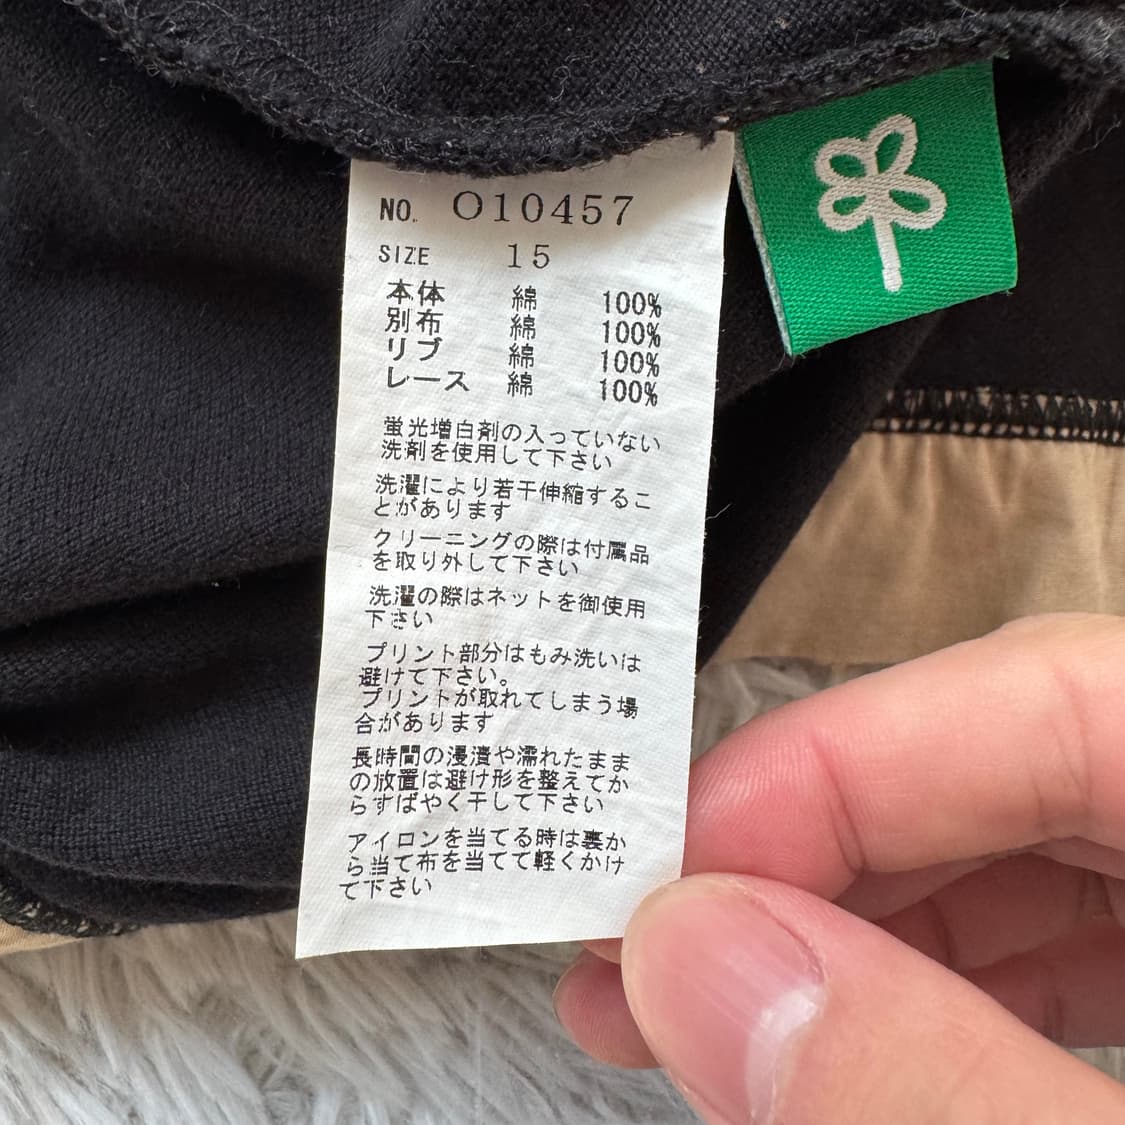 NO. O10457
SIZE 15
本体 綿 100%
別布 綿 100%
リブ 綿 100%
レース 綿 100%
蛍光増白剤の入っていない
洗剤を使用して下さい
洗濯により若干伸縮するこ
とがあります
クリーニングの際は付属品
を取り外して下さい
洗濯の際はネットを御使用
下さい
プリント部分はもみ洗いは
避けて下さい。
プリントが取れてしまう場
合があります
長時間の浸漬や濡れたまま
の放置は避け形を整えてか
らすばやく干して下さい
アイロンを当てる時は裏か
ら当て布を当てて軽くかけ
て下さい